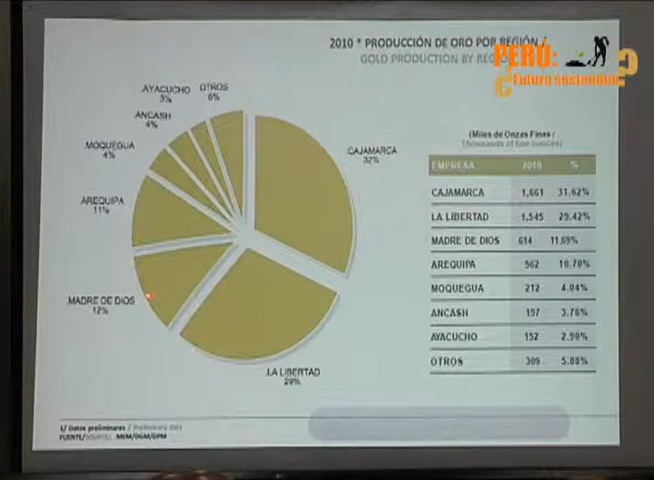 2010 * PRODUCCIÓN DE ORO POR REGIÓN /
GOLD PRODUCTION BY
PERÚ:
Futuro sostenible
?
¿
AYACUCHO
3%
OTROS
6%
ANCASH
4%
MOQUEGUA
4%
AREQUIPA
11%
MADRE DE DIOS
12%
LA LIBERTAD
29%
CAJAMARCA
32%
(Miles de Onzas Finas /
Thousands of fine ounces)
EMPRESA 2010 %
CAJAMARCA 1,661 31.62%
LA LIBERTAD 1,545 29.42%
MADRE DE DIOS 614 11.69%
AREQUIPA 562 10.70%
MOQUEGUA 212 4.04%
ANCASH 197 3.76%
AYACUCHO 152 2.90%
OTROS 309 5.88%
1/ Datos preliminares / Preliminary data
FUENTE/ MEM/DGM/DPM